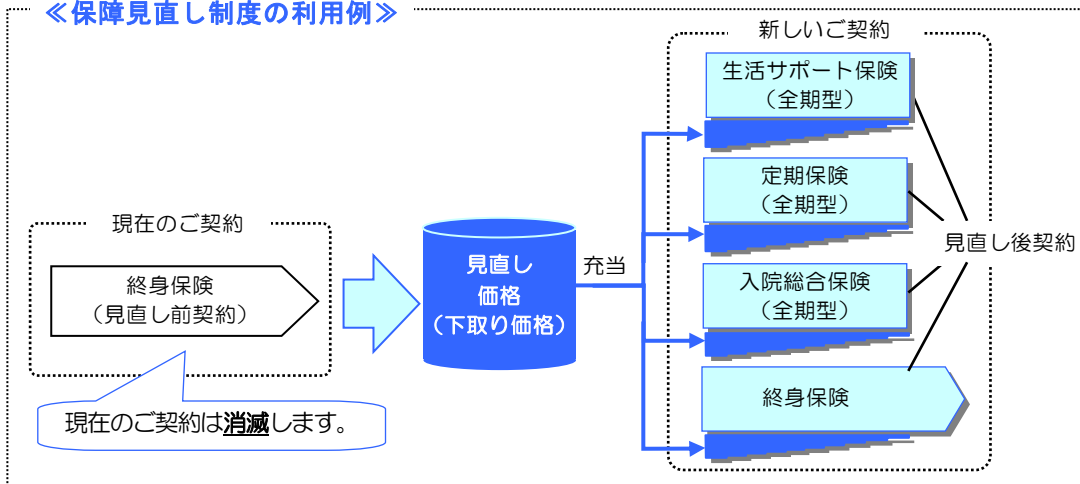 ≪保障見直し制度の利用例≫
新しいご契約
生活サポート保険
（全期型）
定期保険
（全期型）
入院総合保険
（全期型）
終身保険
見直し後契約
現在のご契約
終身保険
（見直し前契約）
見直し
価格
（下取り価格）
充当
現在のご契約は消滅します。